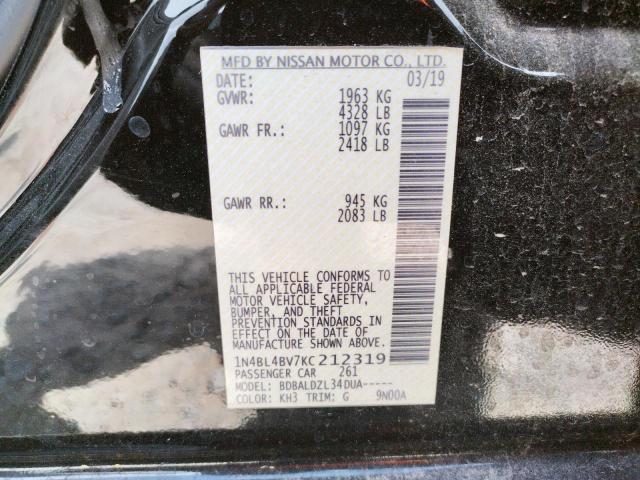 MFD BY NISSAN MOTOR CO., LTD.
DATE: 03/19
GVWR: 1963 KG
4328 LB
GAWR FR.: 1097 KG
2418 LB
GAWR RR.: 945 KG
2083 LB
THIS VEHICLE CONFORMS TO
ALL APPLICABLE FEDERAL
MOTOR VEHICLE SAFETY,
BUMPER, AND THEFT
PREVENTION STANDARDS IN
EFFECT ON THE DATE OF
MANUFACTURE SHOWN ABOVE.
1N4BL4BV7KC212319
PASSENGER CAR 261
MODEL: BDBALDZL34DUA-----
COLOR: KH3 TRIM: G 9N00A